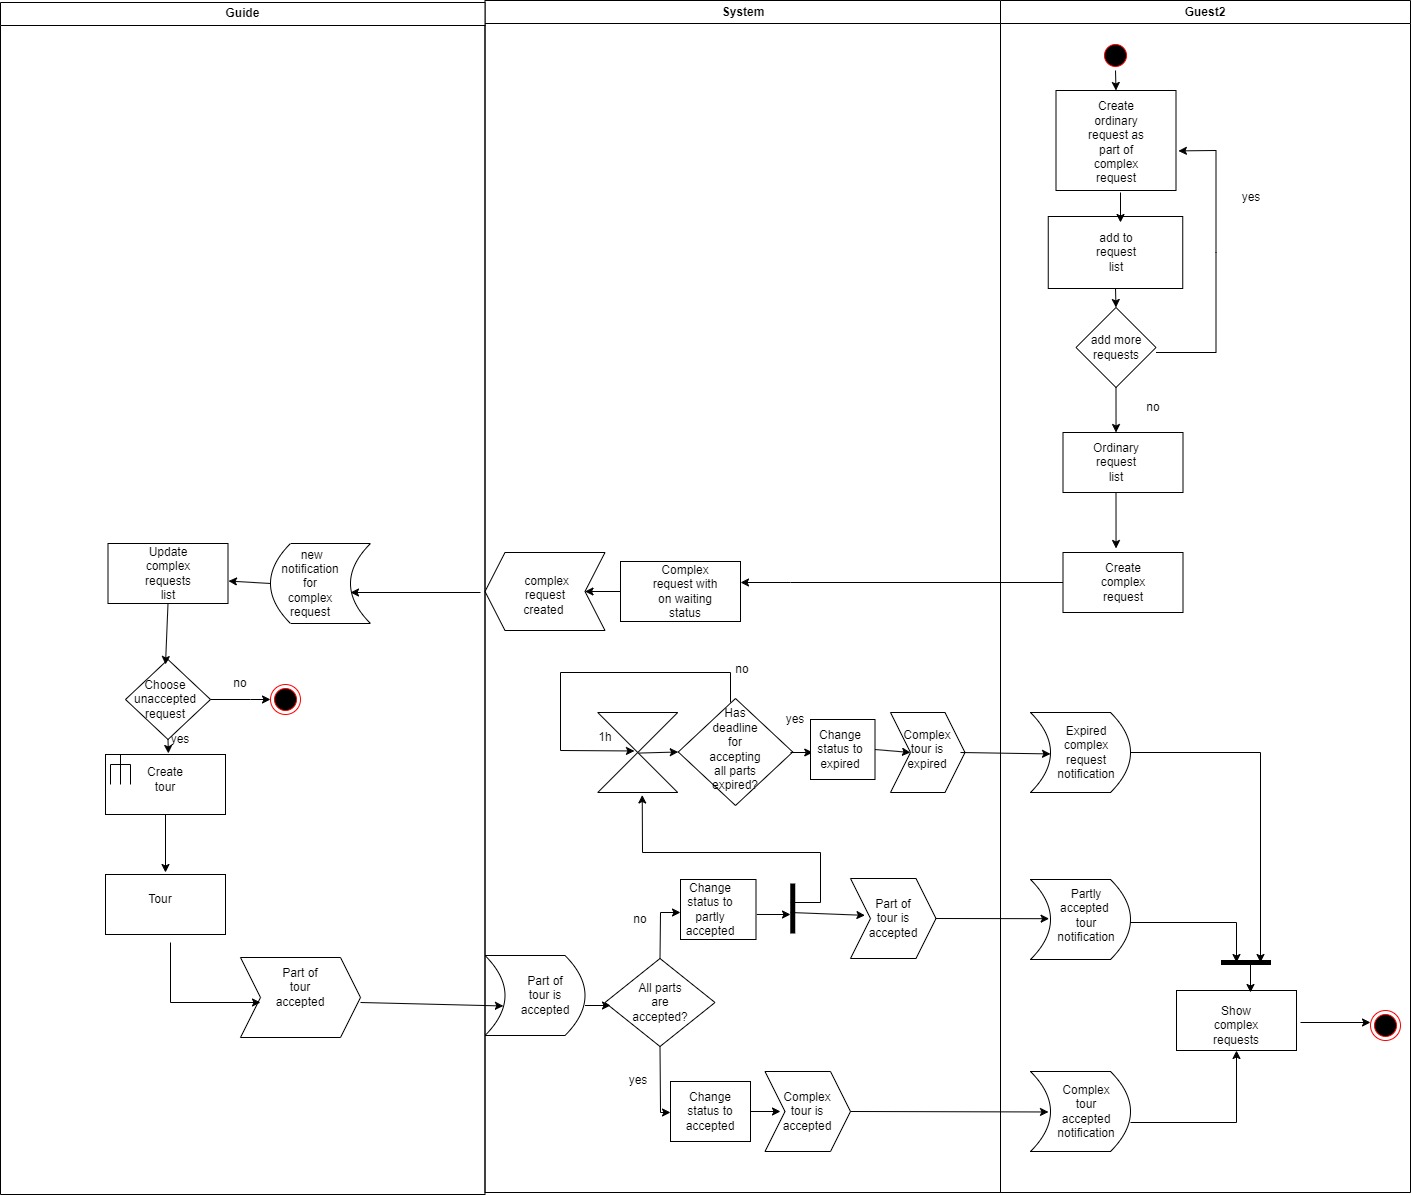 Guide
System
Guest2
Create
ordinary
request as
part of
complex
request
yes
add to
request
list
add more
requests
no
Ordinary
request
list
Create
complex
request
Complex
request with
on waiting
status
complex
request
created
new
notification
for
complex
request
Update
complex
requests
list
Choose
unaccepted
request
no
yes
Create
tour
Tour
Part of
tour
accepted
Part of
tour is
accepted
All parts
are
accepted?
no
yes
Change
status to
partly
accepted
Part of
tour is
accepted
Partly
accepted
tour
notification
1h
no
Has
deadline
for
accepting
all parts
expired?
yes
Change
status to
expired
Complex
tour is
expired
Expired
complex
request
notification
Change
status to
accepted
Complex
tour is
accepted
Complex
tour
accepted
notification
Show
complex
requests